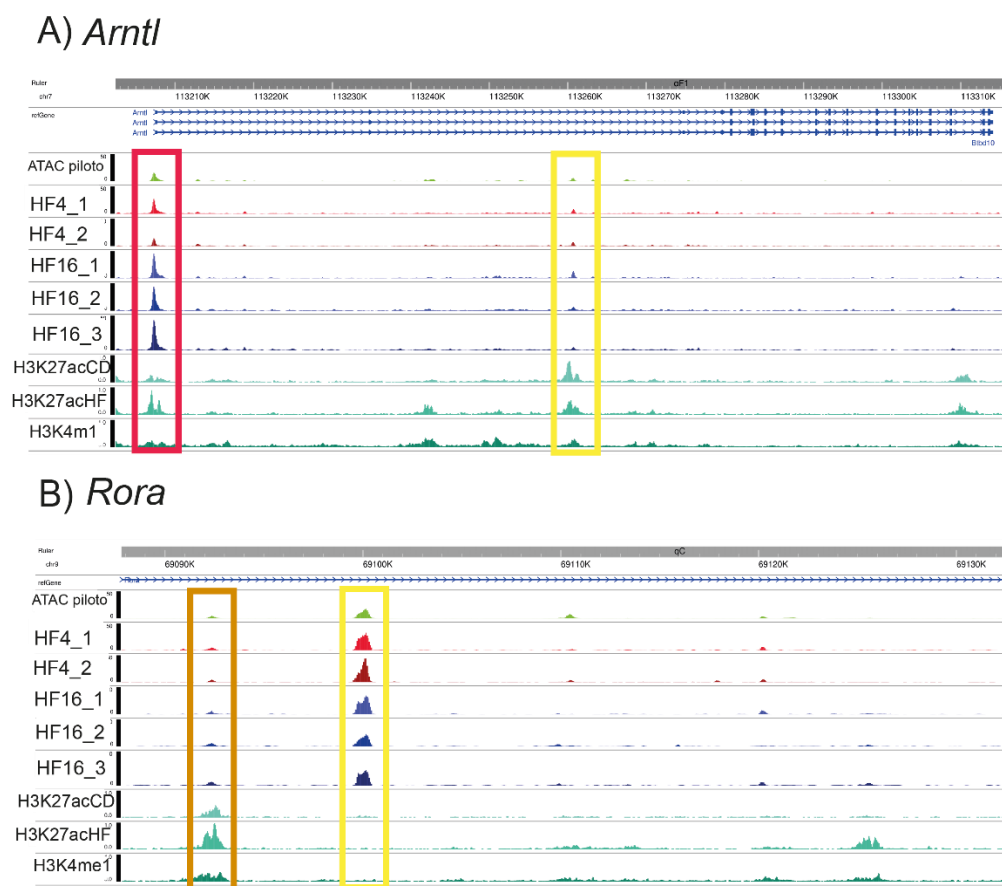 A) Arntl
Ruler
chr7
qF1
113210K 113220K 113230K 113240K 113250K 113260K 113270K 113280K 113290K 113300K 113310K
refGene
Arntl
Arntl
Arntl
Btbd10
ATAC piloto
HF4_1
HF4_2
HF16_1
HF16_2
HF16_3
H3K27acCD
H3K27acHF
H3K4m1
B) Rora
Ruler
chr9
qC
69090K 69100K 69110K 69120K 69130K
refGene
Rora
ATAC piloto
HF4_1
HF4_2
HF16_1
HF16_2
HF16_3
H3K27acCD
H3K27acHF
H3K4me1